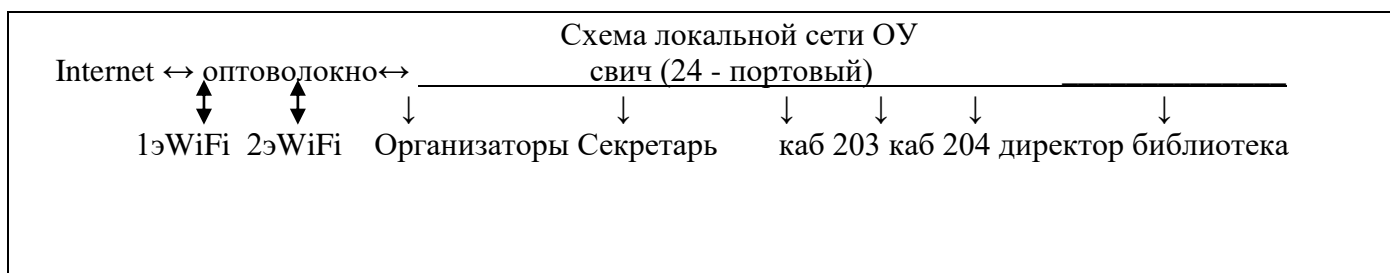 Схема локальной сети ОУ
Internet ↔ оптоволокно↔ свич (24 - портовый)
↓ ↓ ↓ ↓ ↓ ↓
1эWiFi 2эWiFi Организаторы Секретарь каб 203 каб 204 директор библиотека